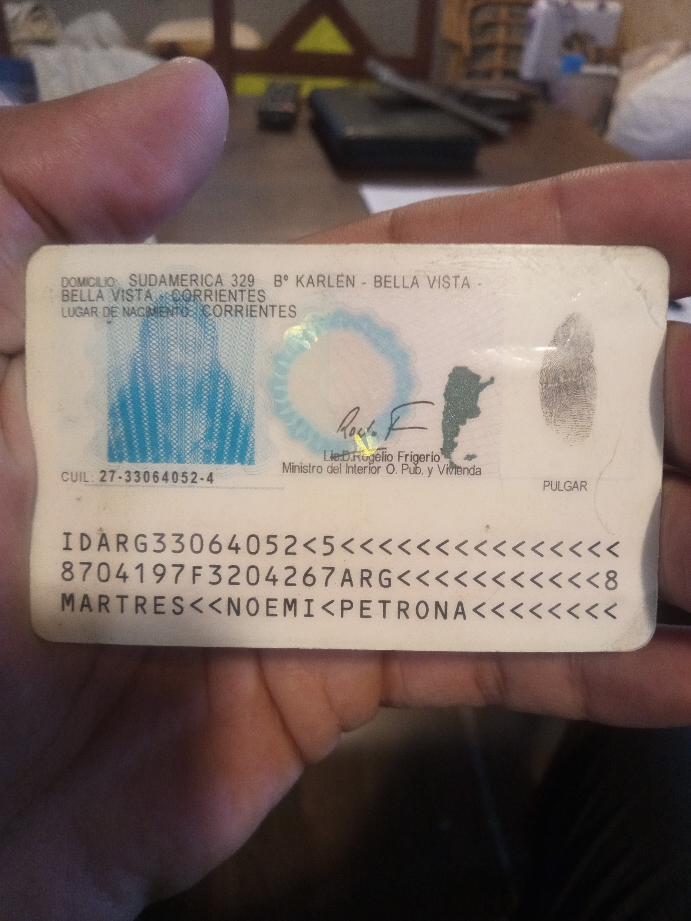 DOMICILIO: SUDAMERICA 329 Bº KARLEN - BELLA VISTA -
BELLA VISTA - CORRIENTES
LUGAR DE NACIMIENTO: CORRIENTES
Lic.D.Rogelio Frigerio
Ministro del Interior O. Pub. y Vivienda
CUIL: 27-33064052-4
PULGAR
IDARG33064052<5<<<<<<<<<<<<<<<
8704197F3204267ARG<<<<<<<<<<<8
MARTRES<<NOEMI<PETRONA<<<<<<<<